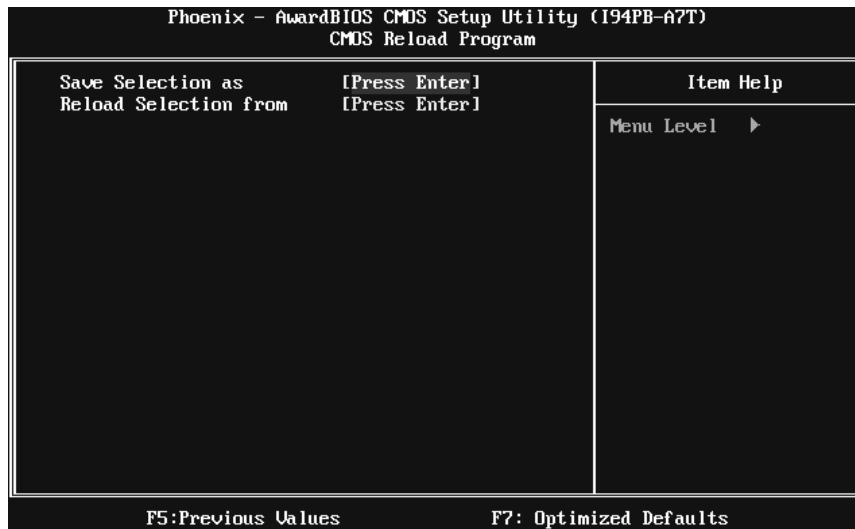 Phoenix - AwardBIOS CMOS Setup Utility (I94PB-A7T)
CMOS Reload Program
Save Selection as [Press Enter]
Reload Selection from [Press Enter]
Item Help
Menu Level ▶
F5:Previous Values F7: Optimized Defaults